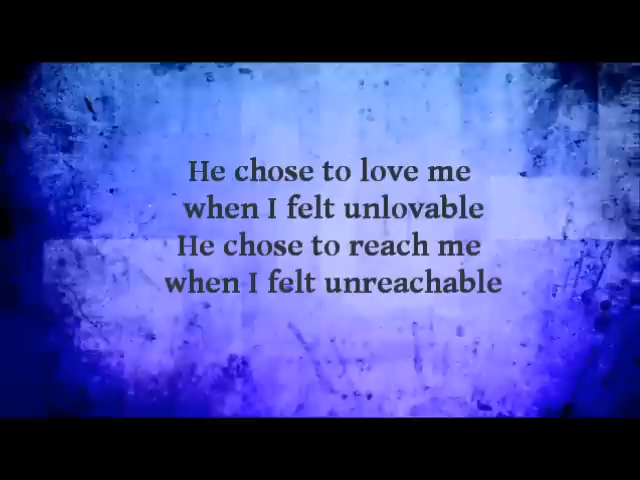 He chose to love me
when I felt unlovable
He chose to reach me
when I felt unreachable